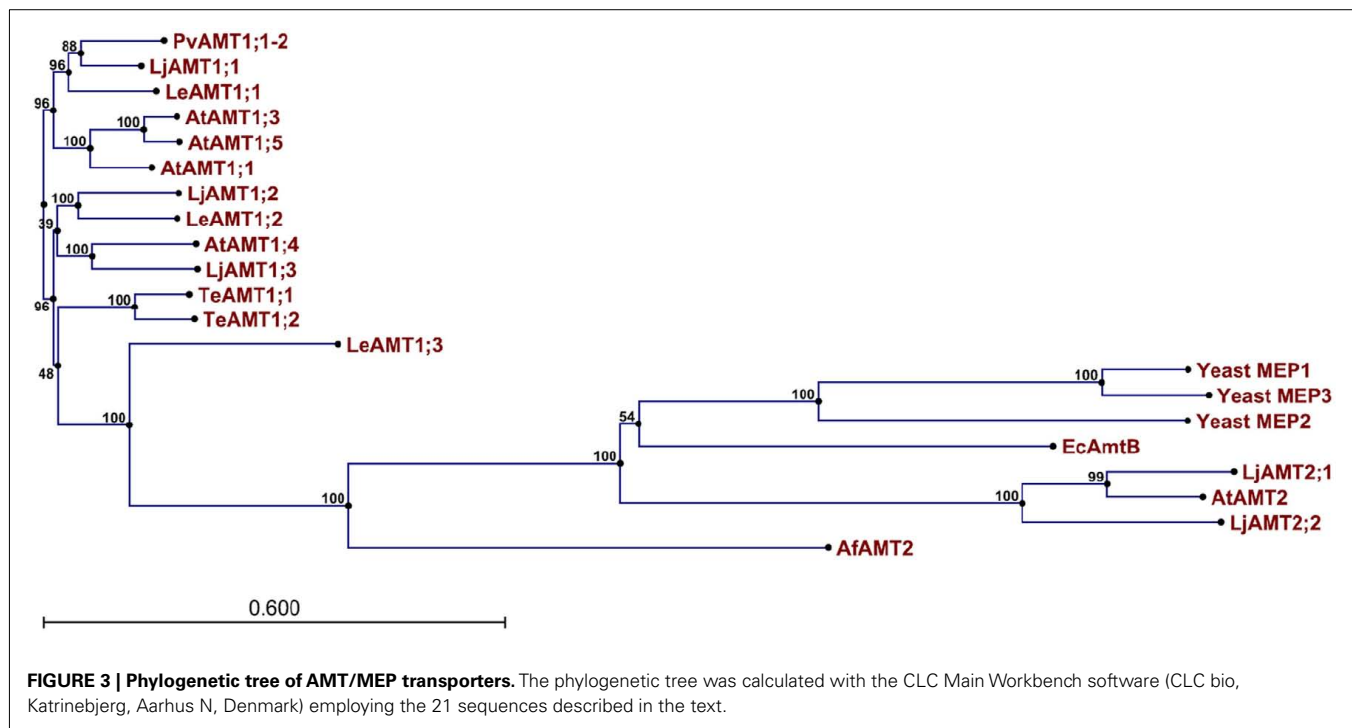 88
PvAMT1;1-2
96
LjAMT1;1
LeAMT1;1
96
100
AtAMT1;3
100
AtAMT1;5
AtAMT1;1
100
LjAMT1;2
39
LeAMT1;2
100
AtAMT1;4
LjAMT1;3
96
100
TeAMT1;1
TeAMT1;2
LeAMT1;3
48
100
Yeast MEP1
100
Yeast MEP3
54
Yeast MEP2
100
EcAmtB
100
99
LjAMT2;1
100
AtAMT2
LjAMT2;2
100
AfAMT2
0.600
FIGURE 3 | Phylogenetic tree of AMT/MEP transporters. The phylogenetic tree was calculated with the CLC Main Workbench software (CLC bio,
Katrinebjerg, Aarhus N, Denmark) employing the 21 sequences described in the text.